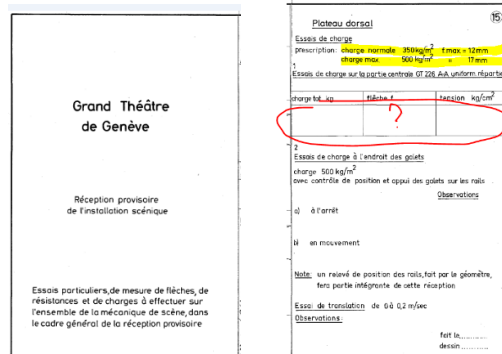 Grand Théâtre
de Genève
Réception provisoire
de l'installation scénique
Essais particuliers,de mesure de flèches, de
résistances et de charges à effectuer sur
l'ensemble de la mécanique de scène,dans
le cadre général de la réception provisoire
15
Plateau dorsal
Essais de charge
prescription: charge normale 350kg/m² f max = 12mm
charge max. 500 kg/m² " 17mm
1
Essais de charge sur la partie centrale GT 226 A-A uniform. répartie
charge tot. kg flèche f tension kg/cm²
?
2
Essais de charge à l'endroit des galets
charge 500 kg/m²
avec contrôle de position et appui des galets sur les rails
Observations
a) à l'arrêt
b) en mouvement
Note: un relevé de position des rails,fait par le géomètre,
fera partie intégrante de cette réception
Essai de translation de 0 à 0,2 m/sec
Observations:
fait le..........
dessin..........